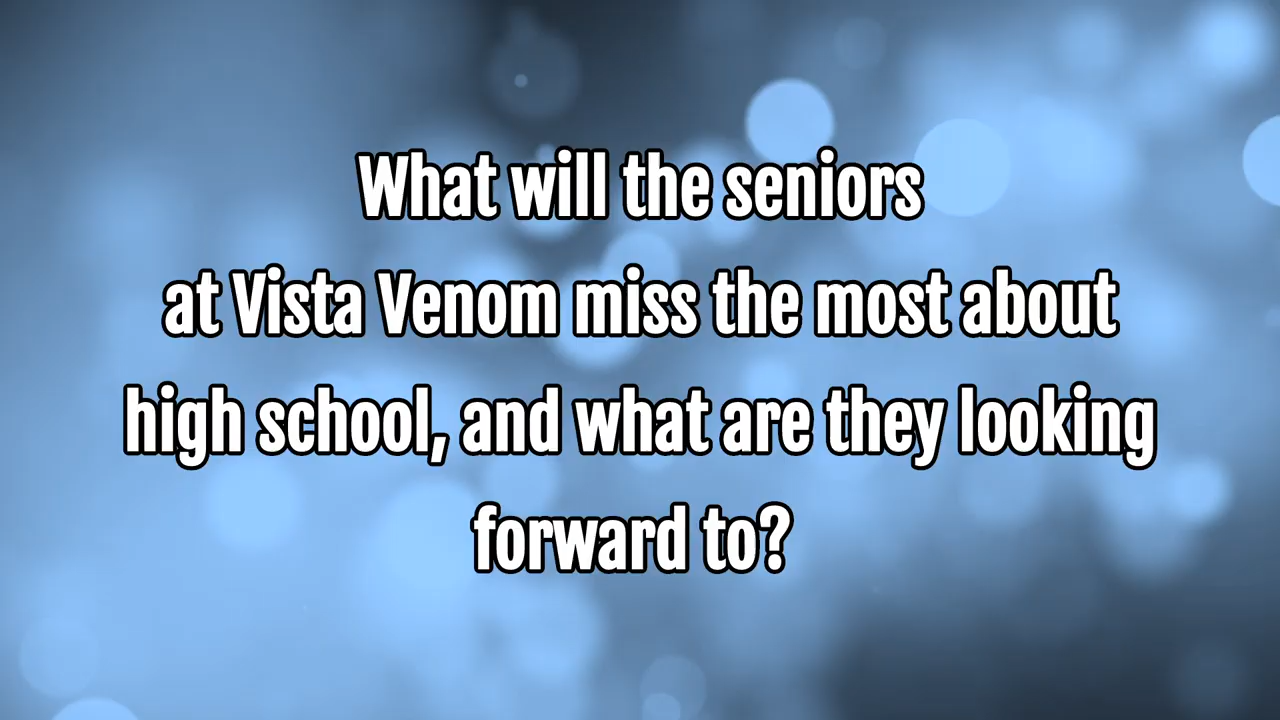 What will the seniors
at Vista Venom miss the most about
high school, and what are they looking
forward to?